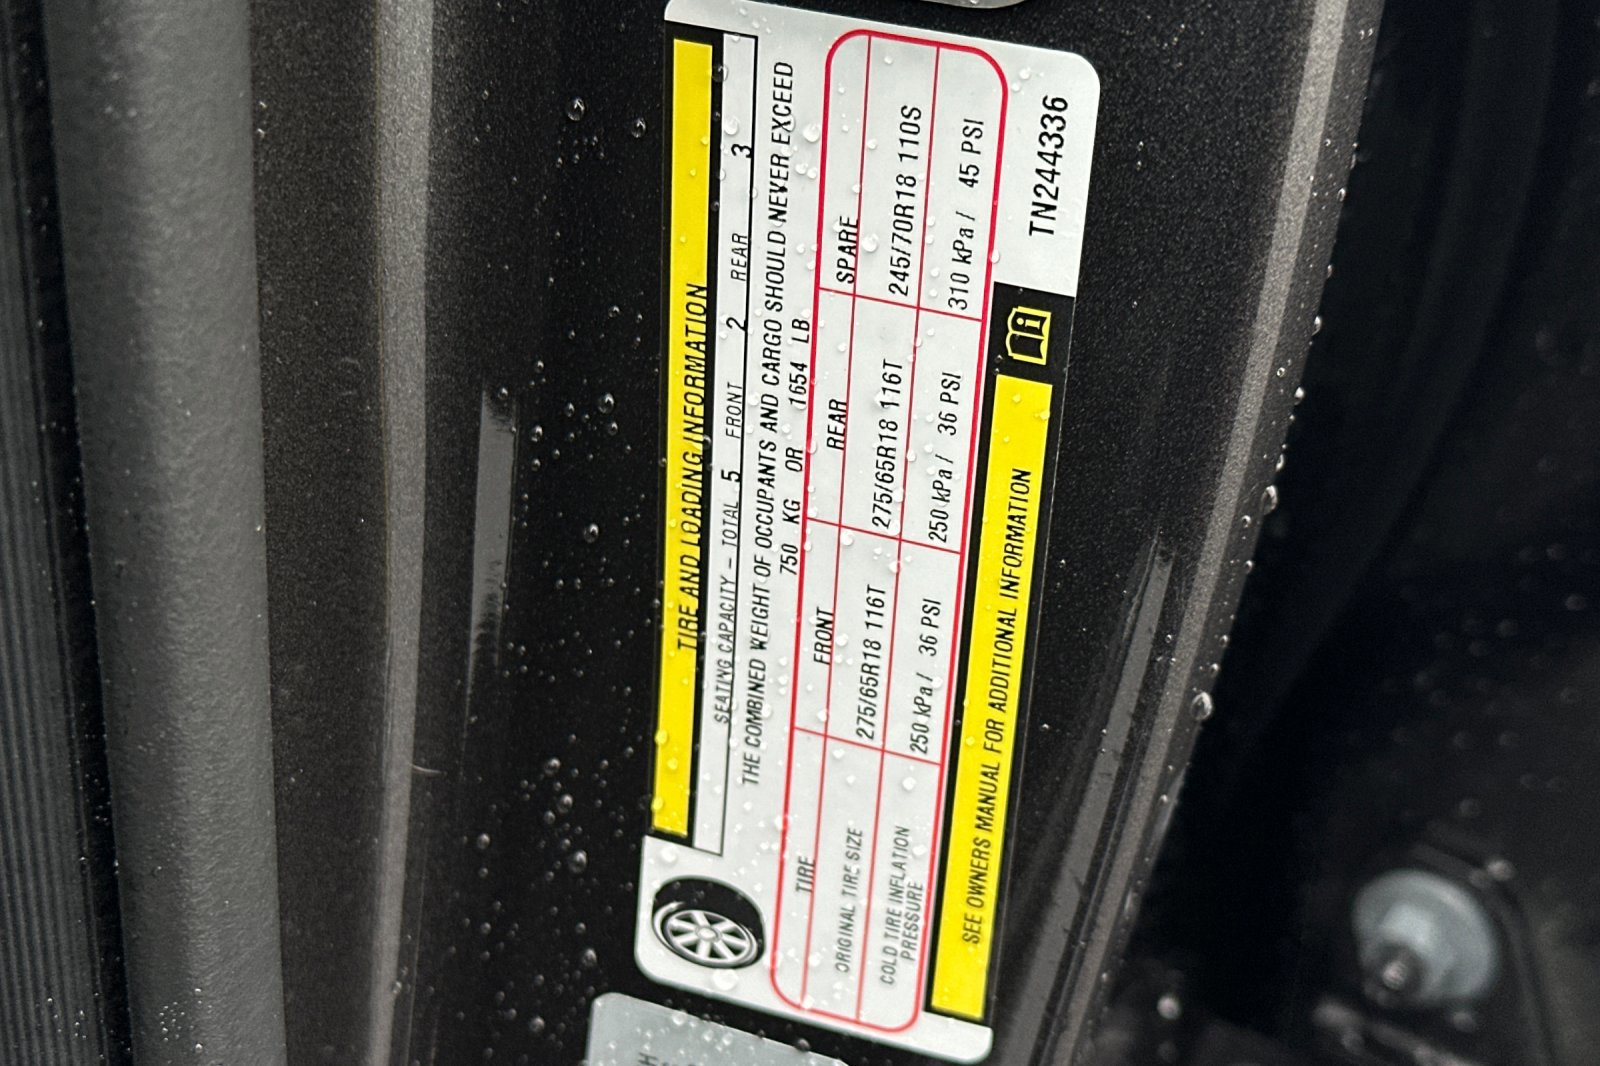 TIRE AND LOADING INFORMATION
SEATING CAPACITY – TOTAL 5 FRONT 2 REAR 3
THE COMBINED WEIGHT OF OCCUPANTS AND CARGO SHOULD NEVER EXCEED
750 KG OR 1654 LB
TIRE FRONT REAR SPARE
ORIGINAL TIRE SIZE 275/65R18 116T 275/65R18 116T 245/70R18 110S
COLD TIRE INFLATION
PRESSURE 250 kPa / 36 PSI 250 kPa / 36 PSI 310 kPa / 45 PSI
SEE OWNERS MANUAL FOR ADDITIONAL INFORMATION
TN244336